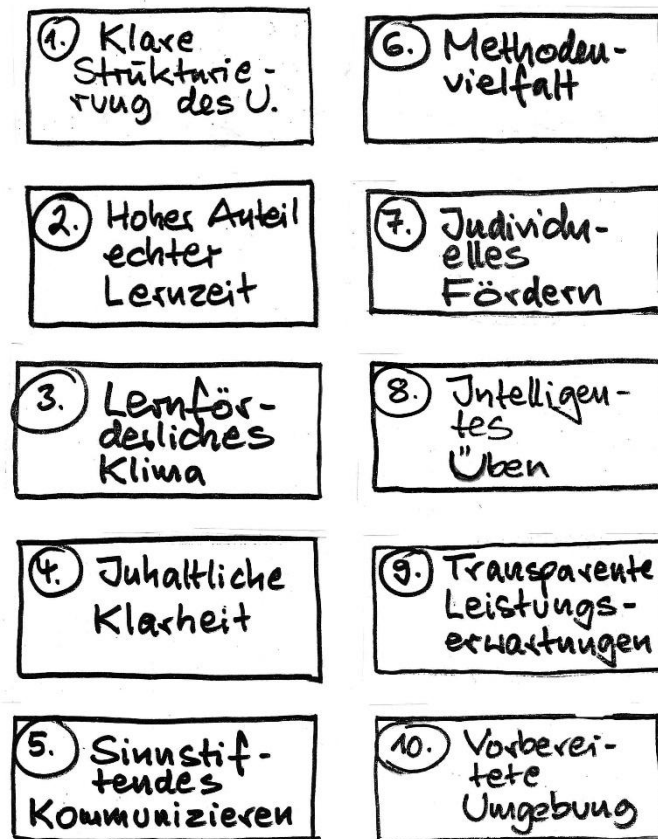 1. Klare
Strukturie-
rung des U.
2. Hoher Anteil
echter
Lernzeit
3. Lernför-
derliches
Klima
4. Inhaltliche
Klarheit
5. Sinnstif-
tendes
Kommunizieren
6. Methoden-
vielfalt
7. Individu-
elles
Fördern
8. Intelligen-
tes
Üben
9. Transparente
Leistungs-
erwartungen
10. Vorberei-
tete
Umgebung